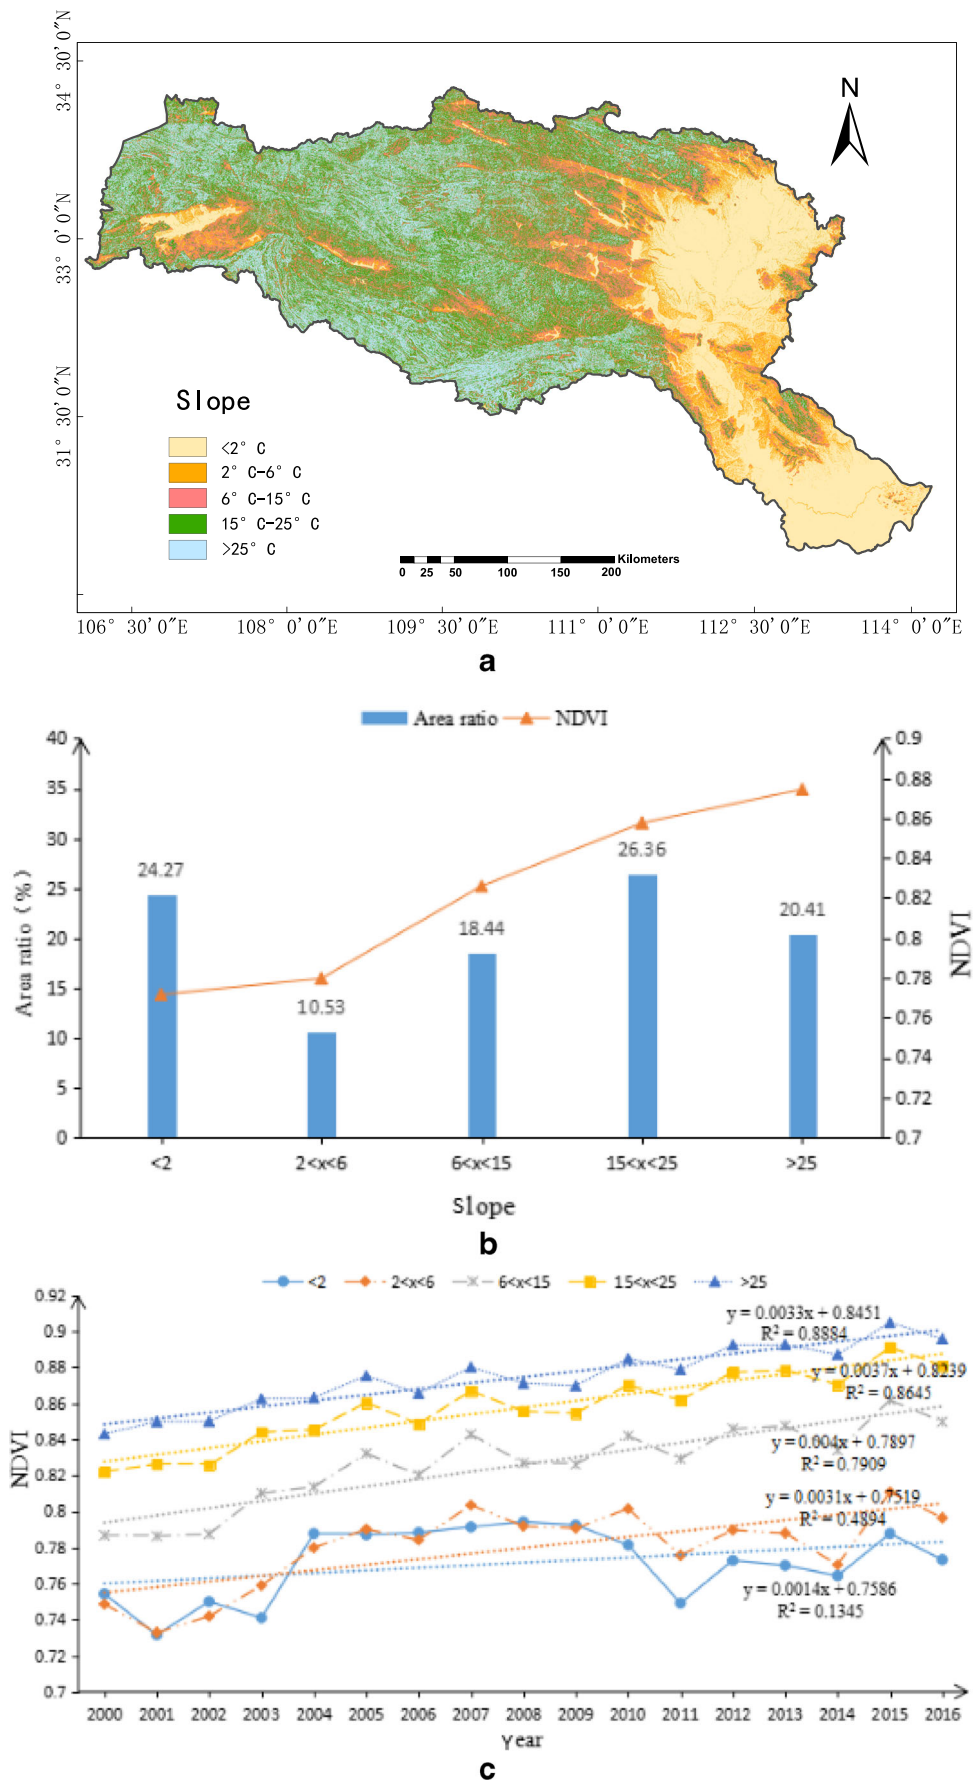 34° 30′ 0″N
33° 0′ 0″N
31° 30′ 0″N
N
Slope
<2° C
2° C-6° C
6° C-15° C
15° C-25° C
>25° C
Kilometers
0 25 50 100 150 200
106° 30′ 0″E 108° 0′ 0″E 109° 30′ 0″E 111° 0′ 0″E 112° 30′ 0″E 114° 0′ 0″E
a
Area ratio NDVI
40
35
30
25
20
15
10
5
0
Area ratio (%)
24.27
10.53
18.44
26.36
20.41
0.9
0.88
0.86
0.84
0.82
0.8
0.78
0.76
0.74
0.72
0.7
NDVI
<2 2<x<6 6<x<15 15<x<25 >25
Slope
b
<2 2<x<6 6<x<15 15<x<25 >25
0.92
0.9
0.88
0.86
0.84
0.82
0.8
0.78
0.76
0.74
0.72
0.7
NDVI
y = 0.0033x + 0.8451
R² = 0.8884
y = 0.0037x + 0.8239
R² = 0.8645
y = 0.004x + 0.7897
R² = 0.7909
y = 0.0031x + 0.7519
R² = 0.4894
y = 0.0014x + 0.7586
R² = 0.1345
2000 2001 2002 2003 2004 2005 2006 2007 2008 2009 2010 2011 2012 2013 2014 2015 2016
Year
c